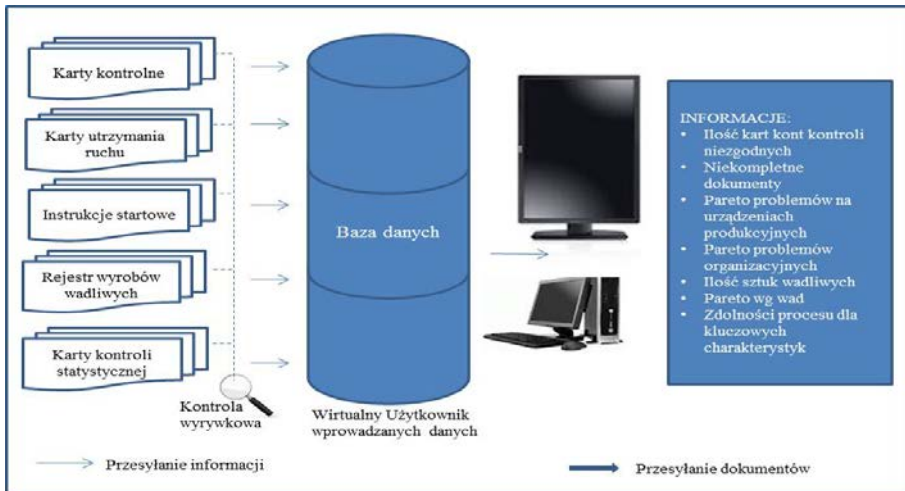 Karty kontrolne
Karty utrzymania
ruchu
Instrukcje startowe
Rejestr wyrobów
wadliwych
Karty kontroli
statystycznej
Kontrola
wyrywkowa
Baza danych
Wirtualny Użytkownik
wprowadzanych danych
INFORMACJE:
• Ilość kart kont kontroli
niezgodnych
• Niekompletne
dokumenty
• Pareto problemów na
urządzeniach
produkcyjnych
• Pareto problemów
organizacyjnych
• Ilość sztuk wadliwych
• Pareto wg wad
• Zdolności procesu dla
kluczowych
charakterystyk
Przesyłanie informacji
Przesyłanie dokumentów